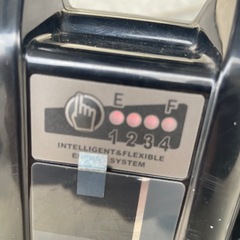 E F
1 2 3 4
INTELLIGENT&FLEXIBLE
SYSTEM